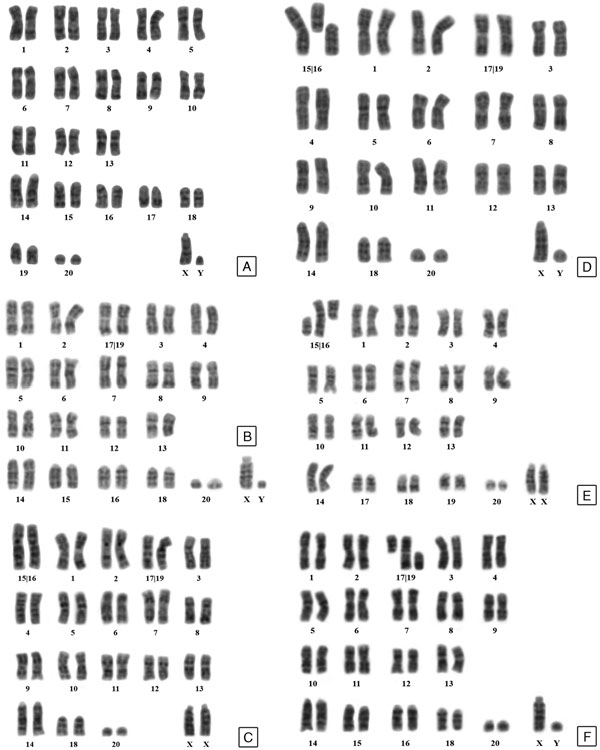 1 2 3 4 5
6 7 8 9 10
11 12 13
14 15 16 17 18
19 20 X Y
A
1 2 17|19 3 4
5 6 7 8 9
10 11 12 13
B
14 15 16 18 20 X Y
15|16 1 2 17|19 3
4 5 6 7 8
9 10 11 12 13
14 18 20 X X
C
15|16 1 2 17|19 3
4 5 6 7 8
9 10 11 12 13
14 18 20 X Y
D
15|16 1 2 3 4
5 6 7 8 9
10 11 12 13
14 17 18 19 20 X X
E
1 2 17|19 3 4
5 6 7 8 9
10 11 12 13
14 15 16 18 20 X Y
F